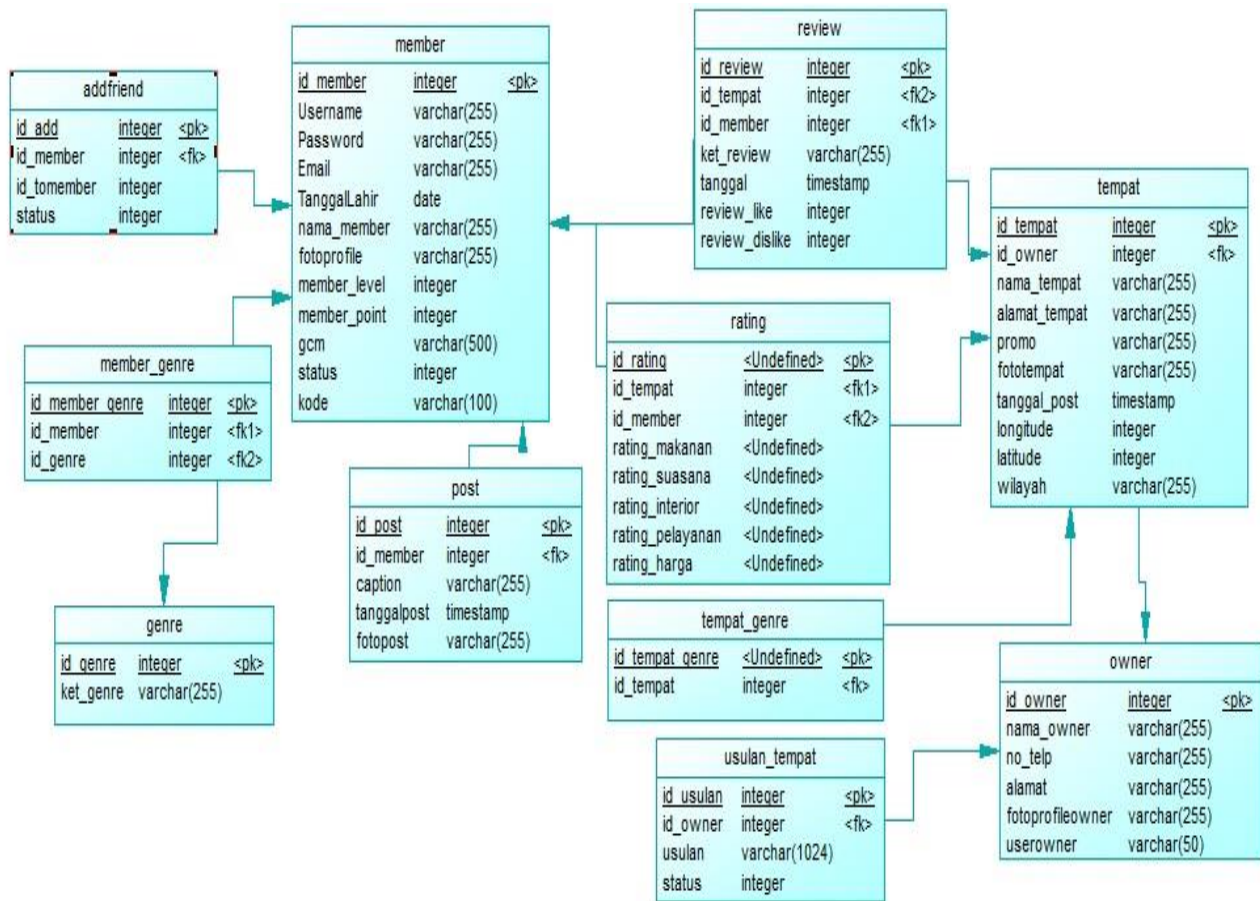 addfriend
id_add integer <pk>
id_member integer <fk>
id_tomember integer
status integer
member
id_member integer <pk>
Username varchar(255)
Password varchar(255)
Email varchar(255)
TanggalLahir date
nama_member varchar(255)
fotoprofile varchar(255)
member_level integer
member_point integer
gcm varchar(500)
status integer
kode varchar(100)
review
id_review integer <pk>
id_tempat integer <fk2>
id_member integer <fk1>
ket_review varchar(255)
tanggal timestamp
review_like integer
review_dislike integer
tempat
id_tempat integer <pk>
id_owner integer <fk>
nama_tempat varchar(255)
alamat_tempat varchar(255)
promo varchar(255)
fototempat varchar(255)
tanggal_post timestamp
longitude integer
latitude integer
wilayah varchar(255)
member_genre
id_member_genre integer <pk>
id_member integer <fk1>
id_genre integer <fk2>
rating
id_rating <Undefined> <pk>
id_tempat integer <fk1>
id_member integer <fk2>
rating_makanan <Undefined>
rating_suasana <Undefined>
rating_interior <Undefined>
rating_pelayanan <Undefined>
rating_harga <Undefined>
post
id_post integer <pk>
id_member integer <fk>
caption varchar(255)
tanggalpost timestamp
fotopost varchar(255)
genre
id_genre integer <pk>
ket_genre varchar(255)
tempat_genre
id_tempat_genre <Undefined> <pk>
id_tempat integer <fk>
owner
id_owner integer <pk>
nama_owner varchar(255)
no_telp varchar(255)
alamat varchar(255)
fotoprofileowner varchar(255)
userowner varchar(50)
usulan_tempat
id_usulan integer <pk>
id_owner integer <fk>
usulan varchar(1024)
status integer